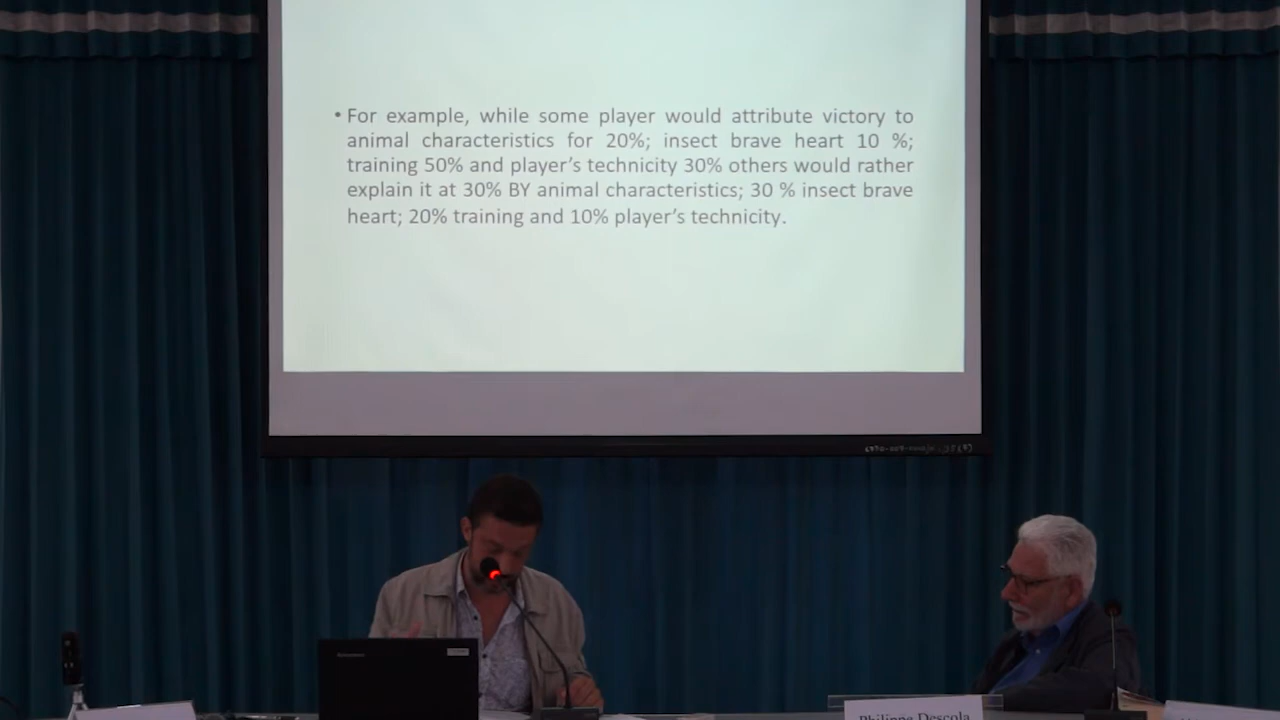 • For example, while some player would attribute victory to
animal characteristics for 20%; insect brave heart 10 %;
training 50% and player's technicity 30% others would rather
explain it at 30% BY animal characteristics; 30 % insect brave
heart; 20% training and 10% player's technicity.
Philippe Descola